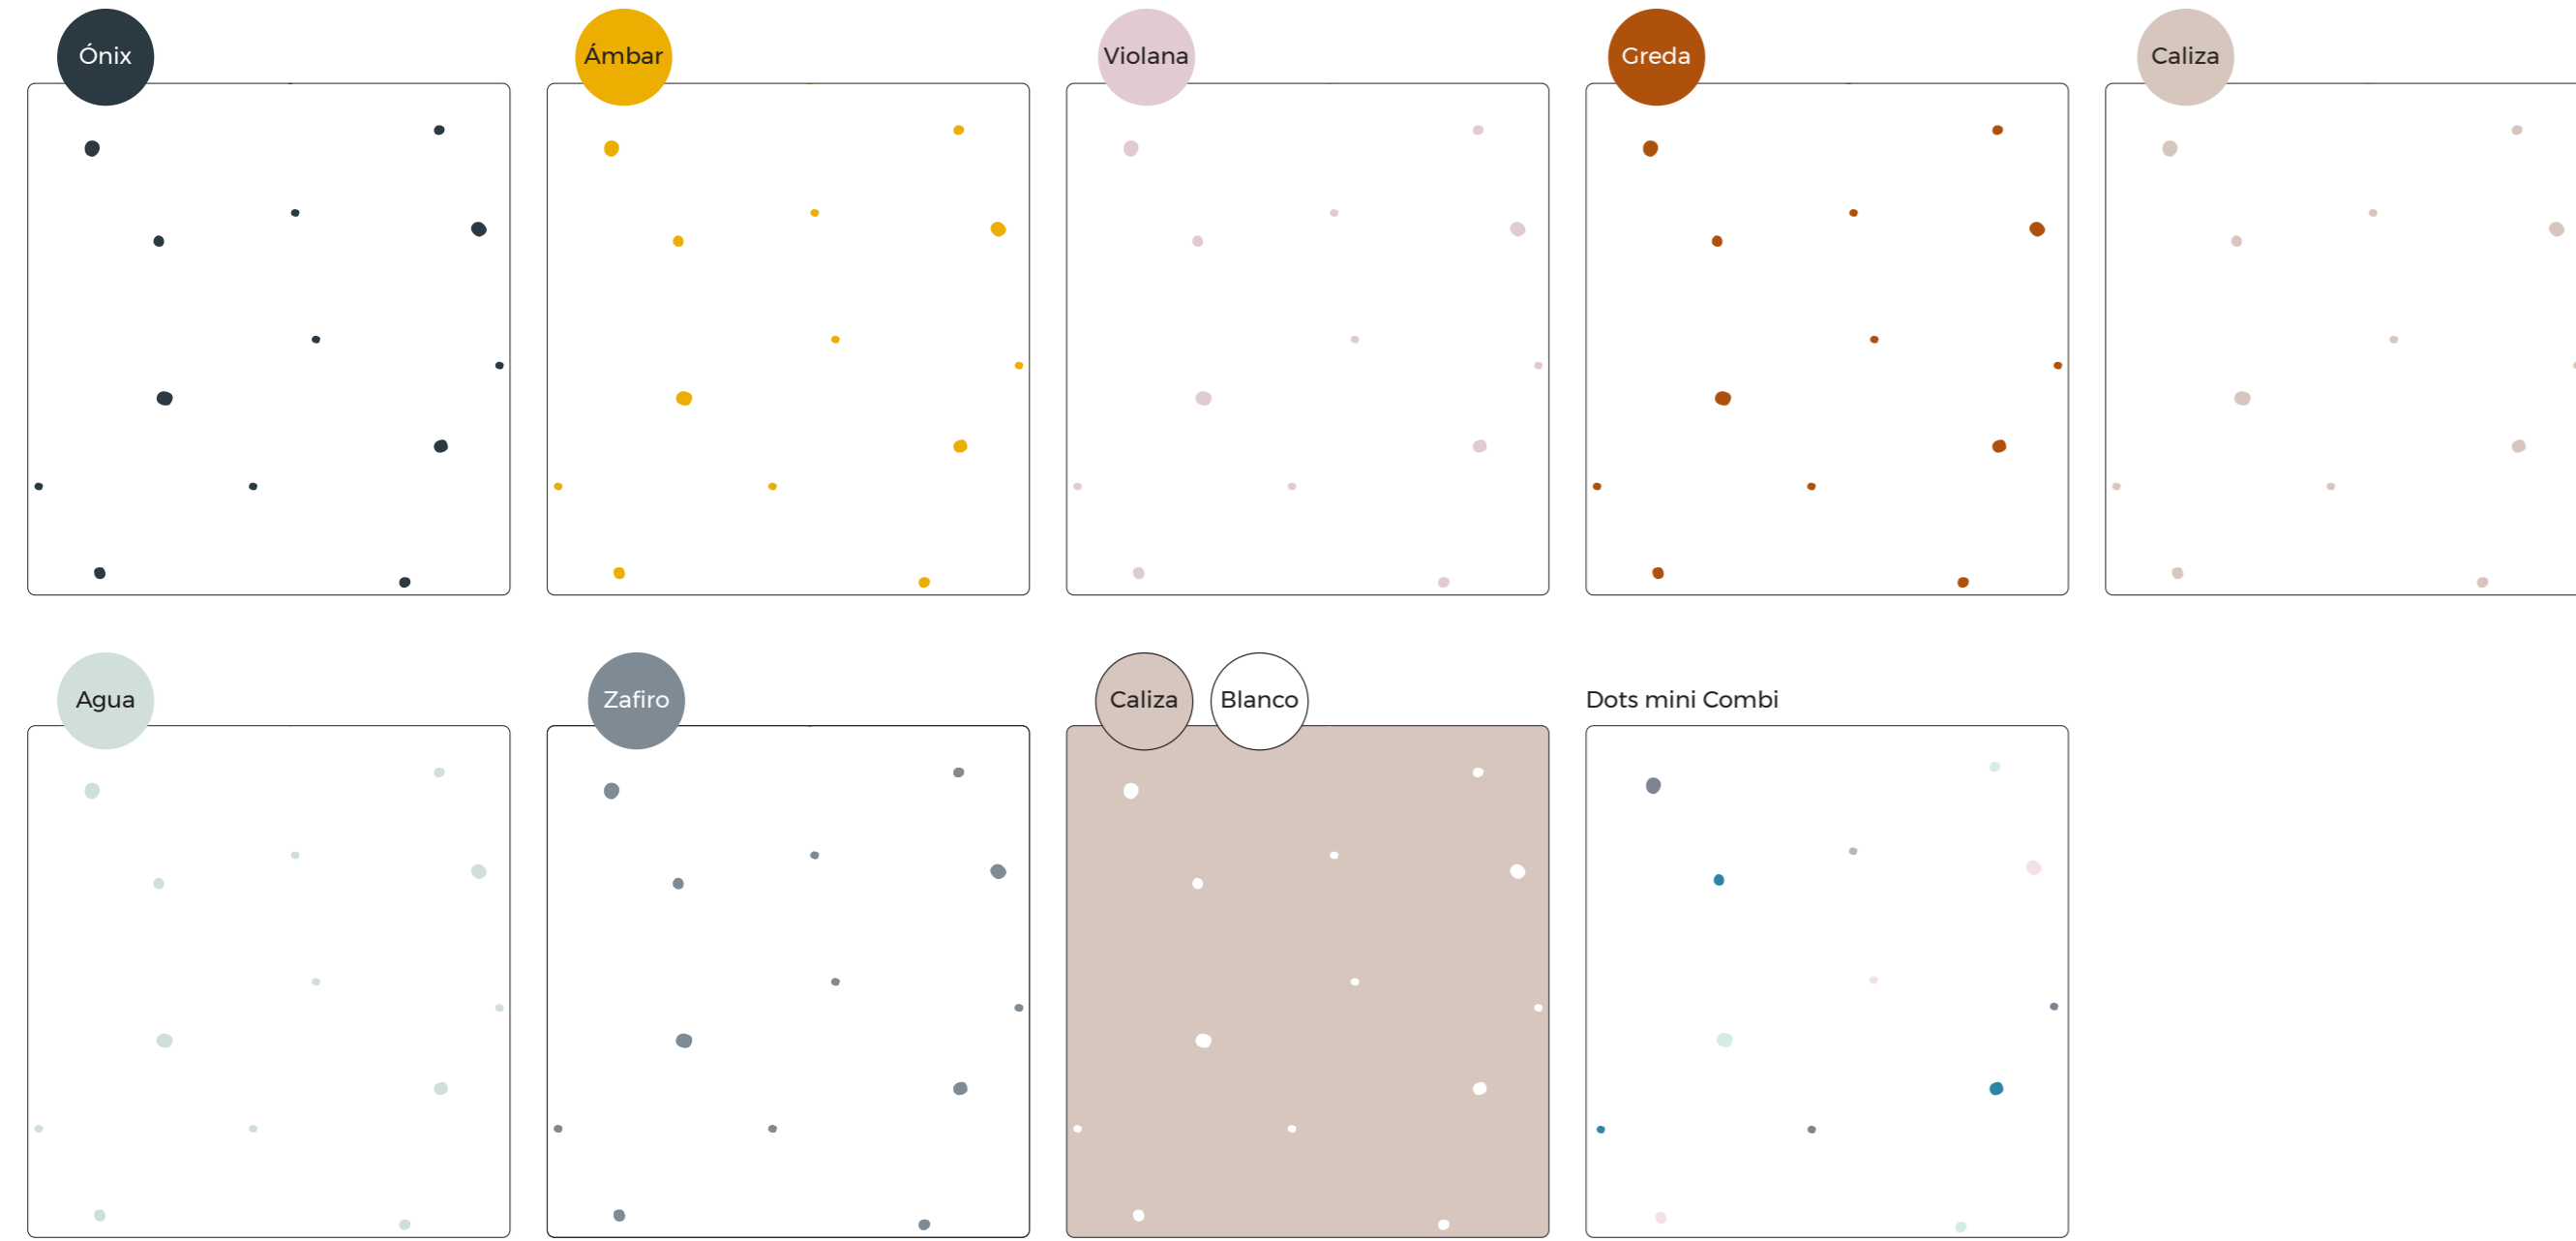 Ónix
Ámbar
Violana
Greda
Caliza
Agua
Zafiro
Caliza
Blanco
Dots mini Combi